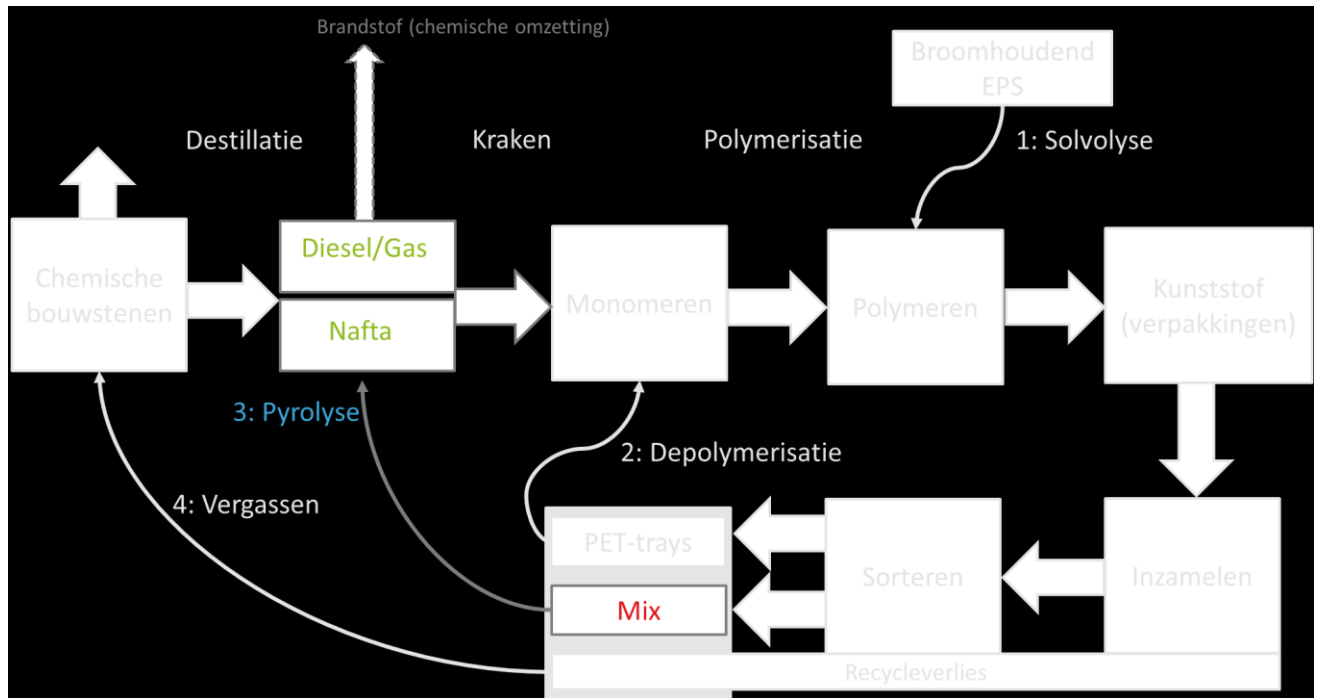 Brandstof (chemische omzetting)
Broomhoudend
EPS
Destillatie
Kraken
Polymerisatie
1: Solvolyse
Chemische
bouwstenen
Diesel/Gas
Nafta
Monomeren
Polymeren
Kunststof
(verpakkingen)
3: Pyrolyse
2: Depolymerisatie
4: Vergassen
PET-trays
Mix
Sorteren
Inzamelen
Recycleverlies